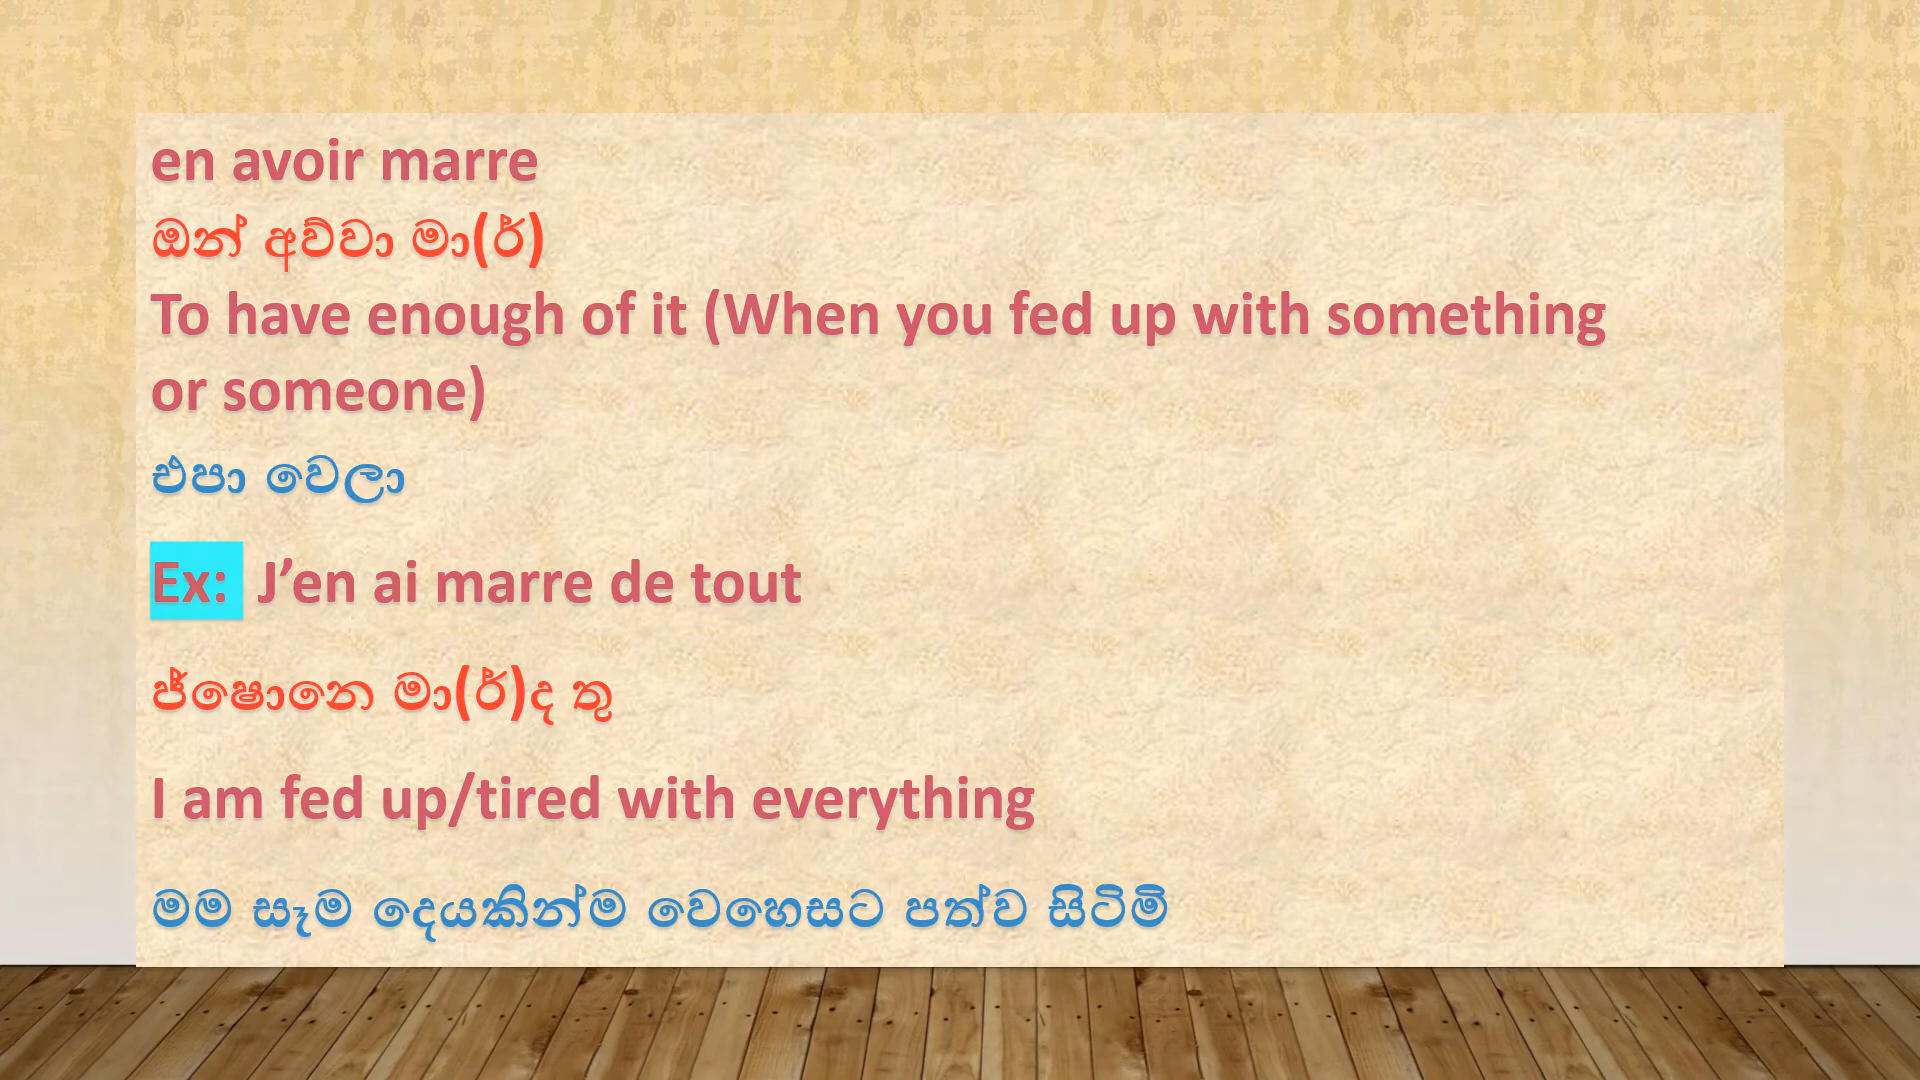 en avoir marre
ඔන් අව්වා මා(ර්)
To have enough of it (When you fed up with something
or someone)
එපා වෙලා
Ex: J’en ai marre de tout
ජ්ෂොනෙ මා(ර්)ද තු
I am fed up/tired with everything
මම සෑම දෙයකින්ම වෙහෙසට පත්ව සිටිමි